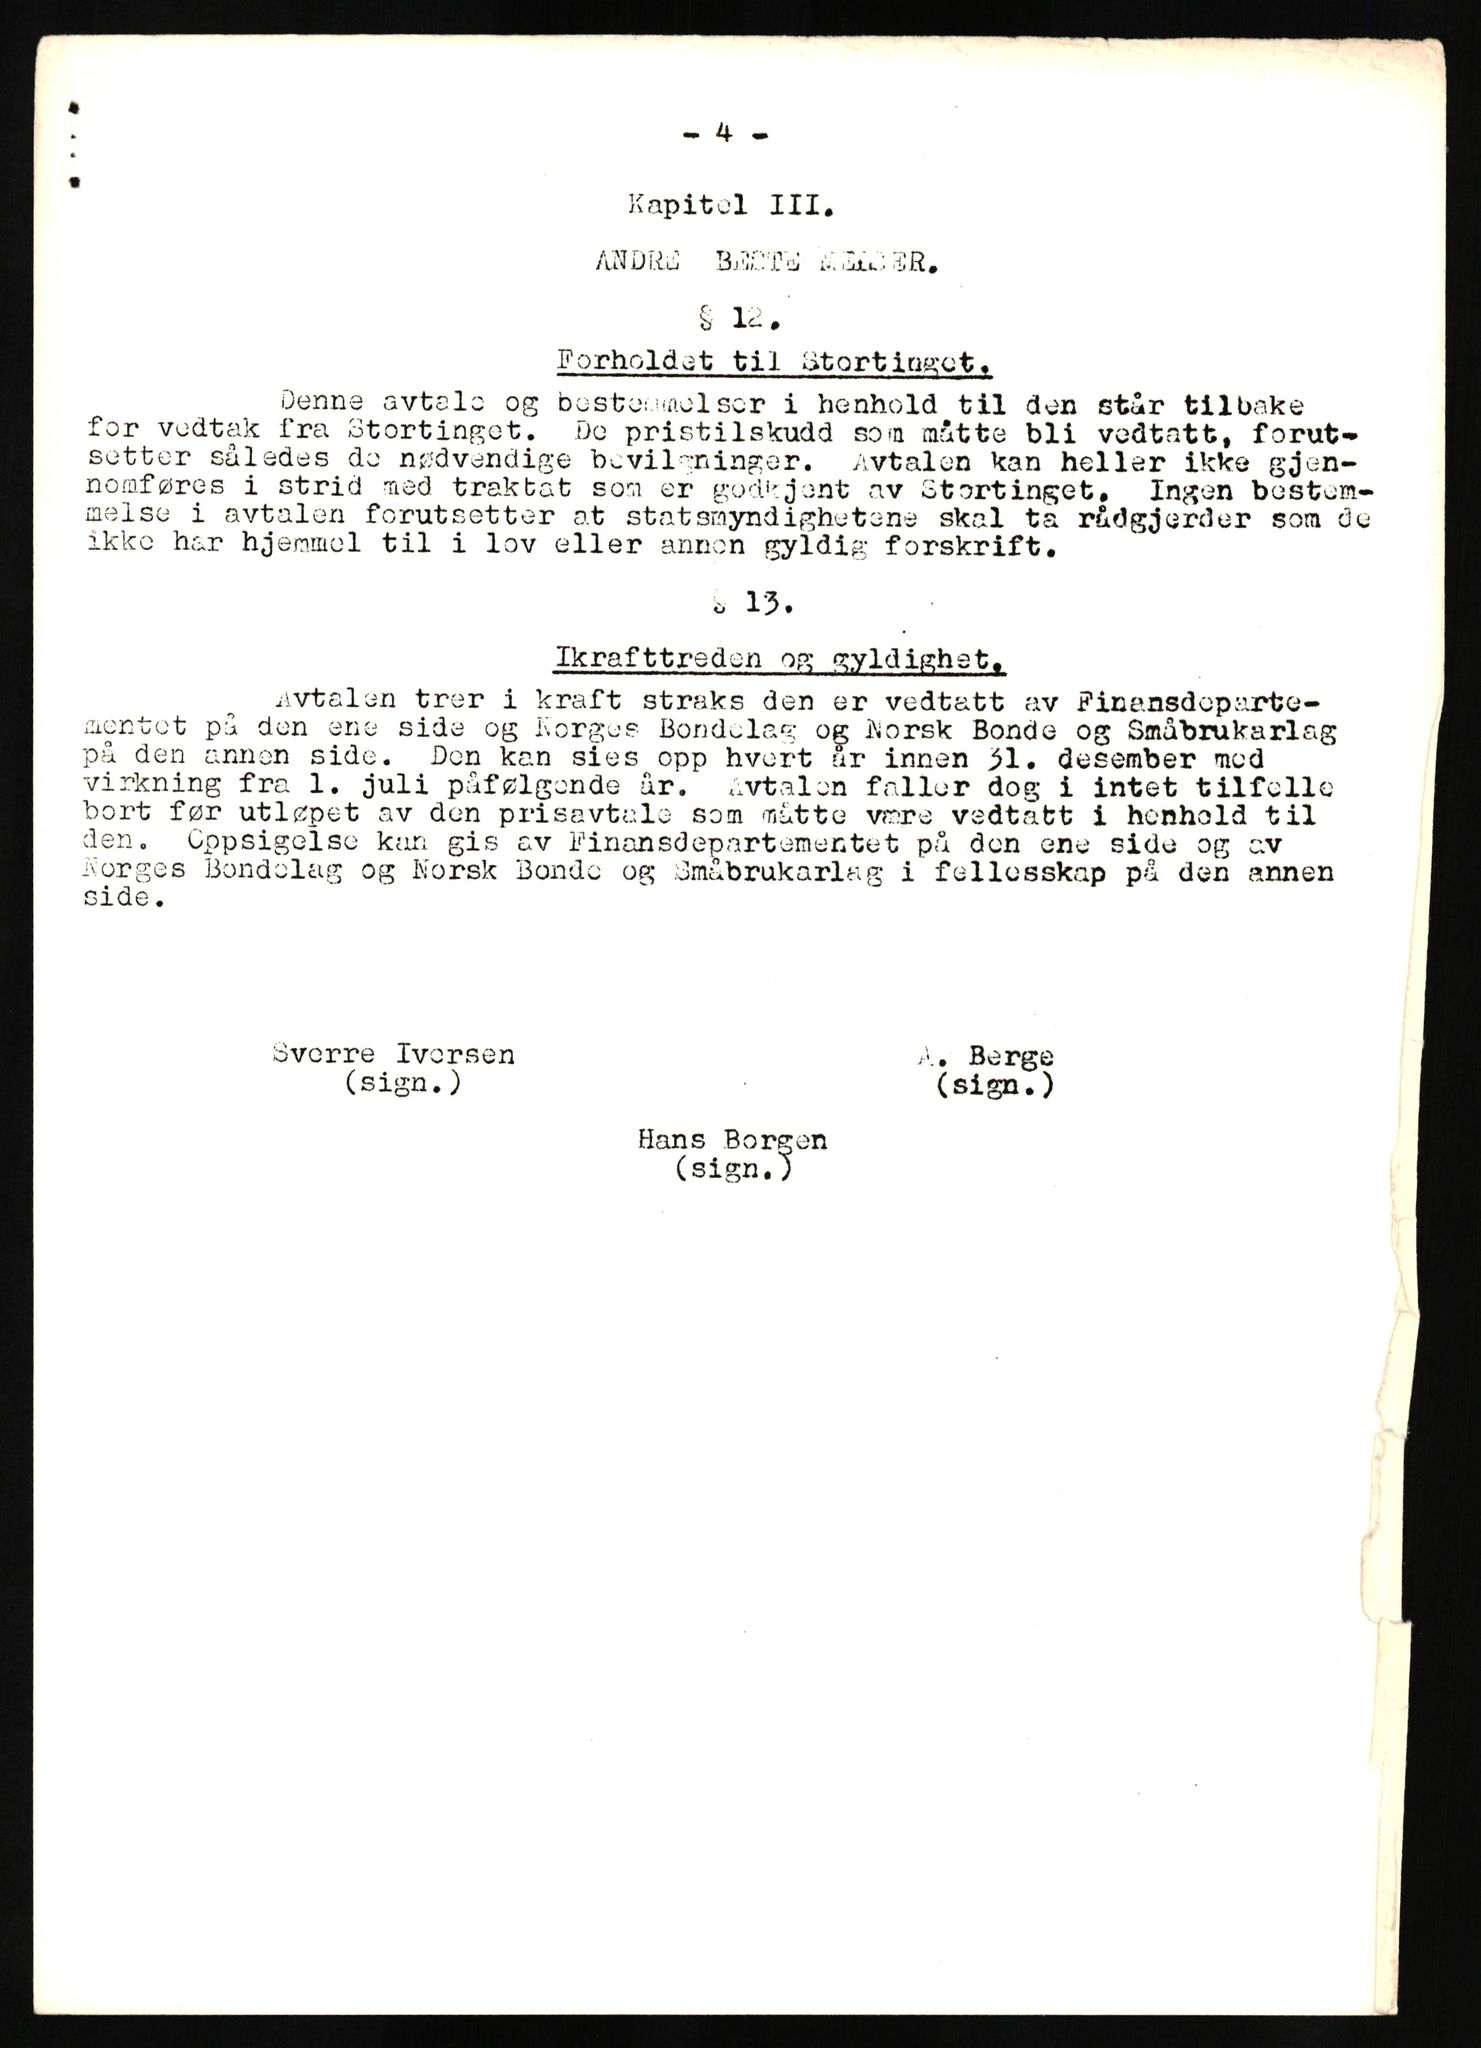 - 4 -
Kapitel III.
ANDRE BESTEMMELSER.
§ 12.
Forholdet til Stortinget.
Denne avtale og bestemmelser i henhold til den står tilbake
for vedtak fra Stortinget. De pristilskudd som måtte bli vedtatt, forut-
setter således de nødvendige bevilgninger. Avtalen kan heller ikke gjen-
nomføres i strid med traktat som er godkjent av Stortinget. Ingen bestem-
melse i avtalen forutsetter at statsmyndighetene skal ta rådgjerder som de
ikke har hjemmel til i lov eller annen gyldig forskrift.
§ 13.
Ikrafttreden og gyldighet.
Avtalen trer i kraft straks den er vedtatt av Finansdeparte-
mentet på den ene side og Norges Bondelag og Norsk Bonde og Småbrukarlag
på den annen side. Den kan sies opp hvert år innen 31. desember med
virkning fra 1. juli påfølgende år. Avtalen faller dog i intet tilfelle
bort før utløpet av den prisavtale som måtte være vedtatt i henhold til
den. Oppsigelse kan gis av Finansdepartementet på den ene side og av
Norges Bondelag og Norsk Bonde og Småbrukarlag i fellesskap på den annen
side.
Sverre Iversen A. Berge
(sign.) (sign.)
Hans Borgen
(sign.)